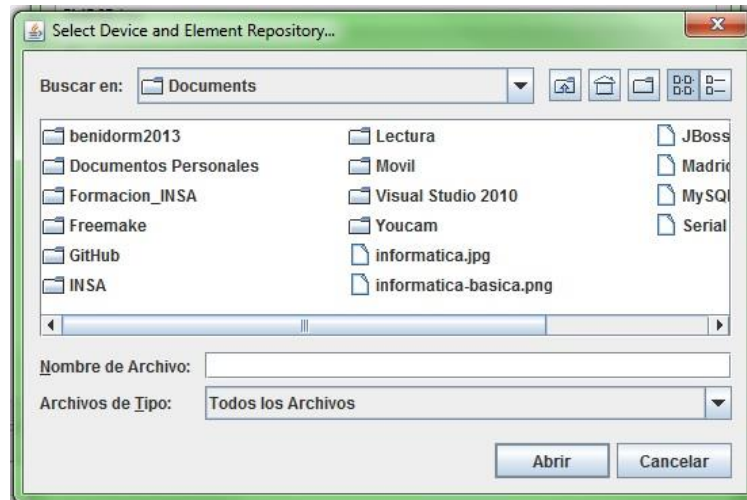 Select Device and Element Repository...
Buscar en: Documents
benidorm2013
Documentos Personales
Formacion_INSA
Freemake
GitHub
INSA
Lectura
Movil
Visual Studio 2010
Youcam
informatica.jpg
informatica-basica.png
JBoss
Serial
Nombre de Archivo:
Archivos de Tipo: Todos los Archivos
Abrir Cancelar